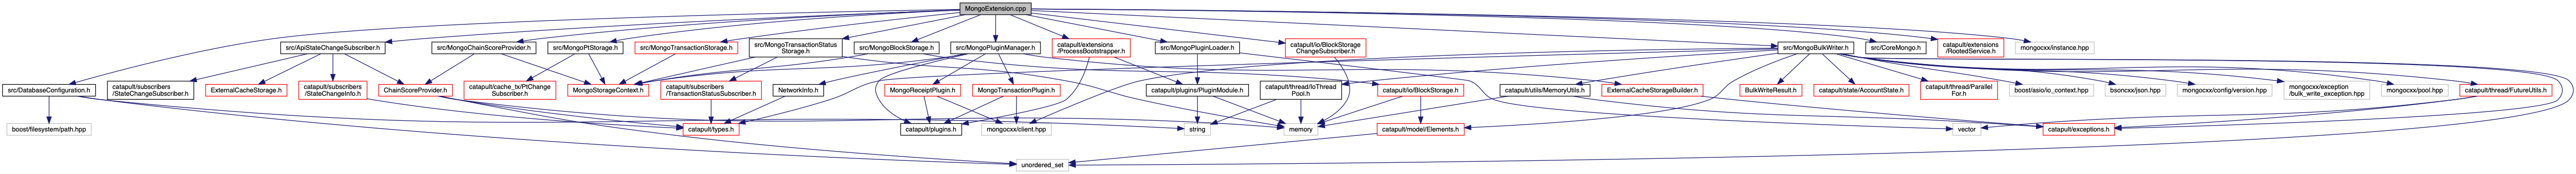 MongoExtension.cpp
src/ApiStateChangeSubscriber.h
src/MongoChainScoreProvider.h
src/MongoPtStorage.h
src/MongoTransactionStorage.h
src/MongoTransactionStatus
Storage.h
src/MongoBlockStorage.h
src/MongoPluginManager.h
catapult/extensions
/ProcessBootstrapper.h
src/MongoPluginLoader.h
catapult/io/BlockStorage
ChangeSubscriber.h
src/MongoBulkWriter.h
src/CoreMongo.h
catapult/extensions
/RootedService.h
mongocxx/instance.hpp
src/DatabaseConfiguration.h
catapult/subscribers
/StateChangeSubscriber.h
ExternalCacheStorage.h
catapult/subscribers
/StateChangeInfo.h
ChainScoreProvider.h
catapult/cache_tx/PtChange
Subscriber.h
MongoStorageContext.h
catapult/subscribers
/TransactionStatusSubscriber.h
NetworkInfo.h
MongoReceiptPlugin.h
MongoTransactionPlugin.h
catapult/plugins/PluginModule.h
catapult/thread/IoThread
Pool.h
catapult/io/BlockStorage.h
catapult/utils/MemoryUtils.h
ExternalCacheStorageBuilder.h
BulkWriteResult.h
catapult/state/AccountState.h
catapult/thread/Parallel
For.h
boost/asio/io_context.hpp
bsoncxx/json.hpp
mongocxx/config/version.hpp
mongocxx/exception
/bulk_write_exception.hpp
mongocxx/pool.hpp
catapult/thread/FutureUtils.h
boost/filesystem/path.hpp
catapult/types.h
catapult/plugins.h
mongocxx/client.hpp
string
memory
catapult/model/Elements.h
vector
catapult/exceptions.h
unordered_set